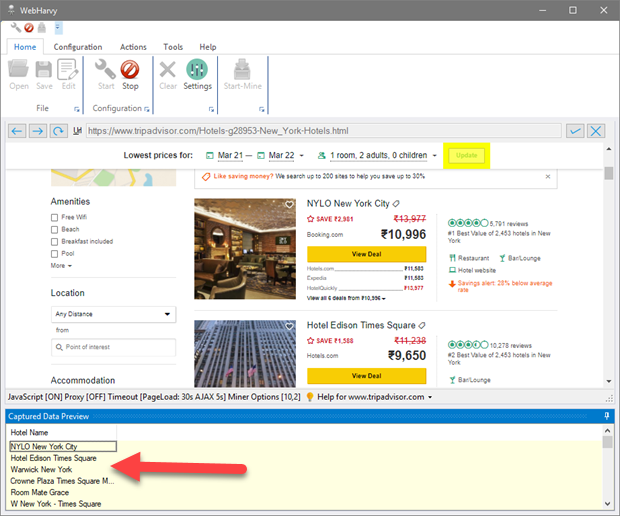 WebHarvy
Home Configuration Actions Tools Help
Open Save Edit Start Stop Clear Settings Start-Mine
File Configuration
https://www.tripadvisor.com/Hotels-g28953-New_York-Hotels.html
Lowest prices for: Mar 21 — Mar 22 1 room, 2 adults, 0 children Update
Like saving money? We search up to 200 sites to help you save up to 30%
Amenities
Free Wifi
Beach
Breakfast included
Pool
More
Location
Any Distance
from
Point of interest
Accommodation
NYLO New York City
SAVE ₹2,981 ₹13,977
Booking.com ₹10,996
View Deal
Hotels.com ₹11,583
Expedia ₹11,583
HotelQuickly ₹13,977
View all 6 deals from ₹10,996
5,791 reviews
#1 Best Value of 2,453 hotels in New
York
Restaurant Bar/Lounge
Hotel website
Savings alert: 28% below average
rate
Hotel Edison Times Square
SAVE ₹1,588 ₹11,238
Hotels.com ₹9,650
View Deal
10,278 reviews
#2 Best Value of 2,453 hotels in New
York
Bar/Lounge
JavaScript [ON] Proxy [OFF] Timeout [PageLoad: 30s AJAX 5s] Miner Options [10,2] Help for www.tripadvisor.com
Captured Data Preview
Hotel Name
NYLO New York City
Hotel Edison Times Square
Warwick New York
Crowne Plaza Times Square M...
Room Mate Grace
W New York - Times Square